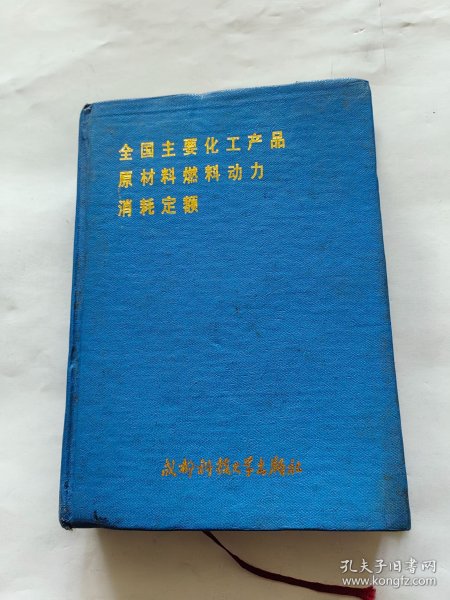 全国主要化工产品
原材料燃料动力
消耗定额
成都科技大学出版社
孔夫子旧书网
www.kongfz.com